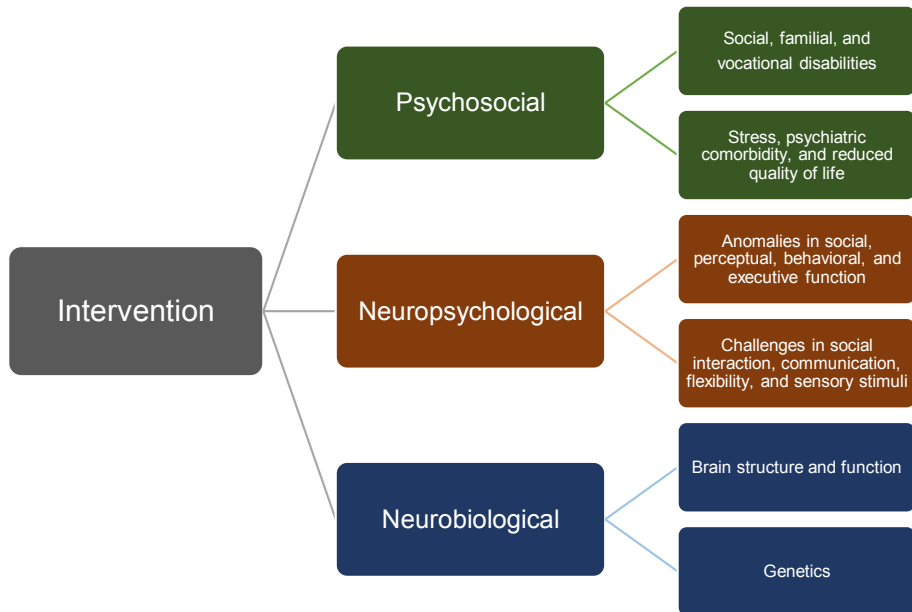 Intervention
Psychosocial
Social, familial, and
vocational disabilities
Stress, psychiatric
comorbidity, and reduced
quality of life
Neuropsychological
Anomalies in social,
perceptual, behavioral, and
executive function
Challenges in social
interaction, communication,
flexibility, and sensory stimuli
Neurobiological
Brain structure and function
Genetics